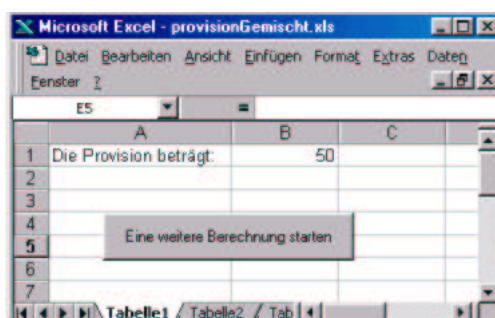 Microsoft Excel - provisionGemischt.xls
Datei Bearbeiten Ansicht Einfügen Format Extras Daten
Fenster ?
E5 =
A B C
1 Die Provision beträgt: 50
2
3
4
Eine weitere Berechnung starten
5
6
7
Tabelle1 / Tabelle2 / Tab